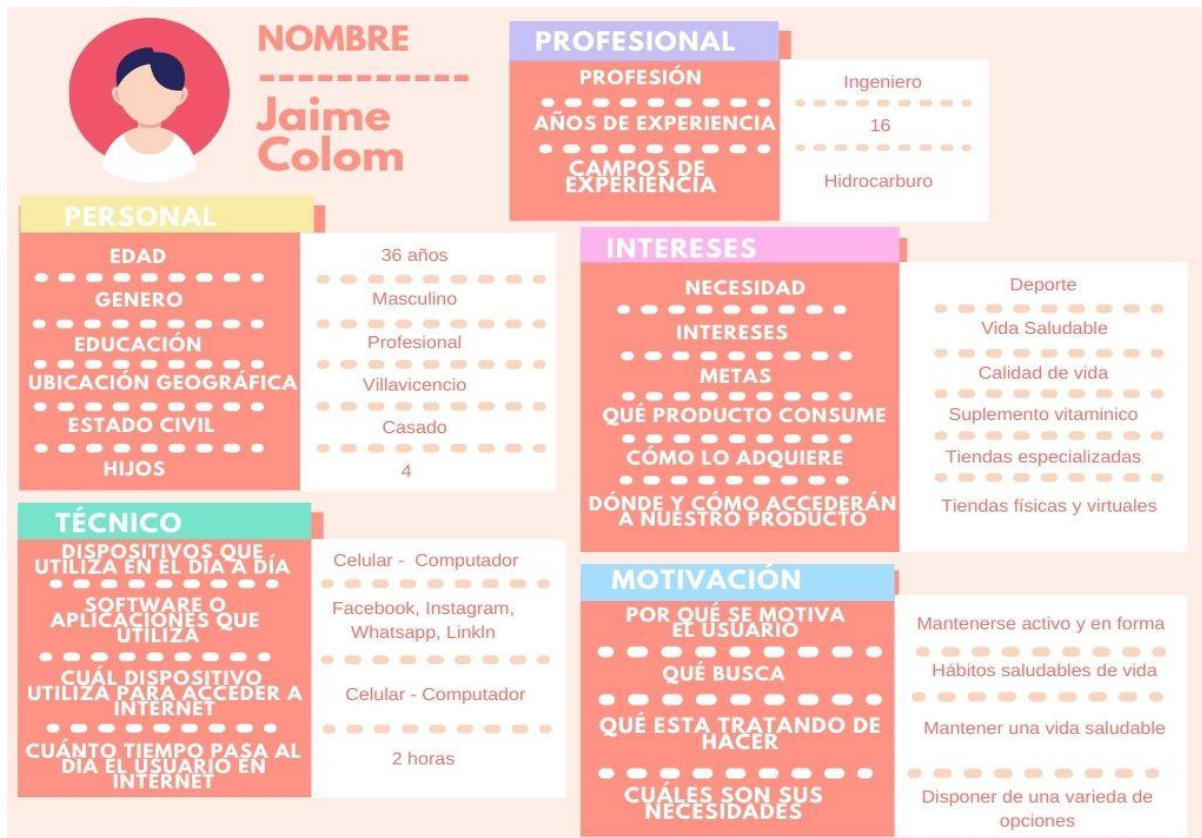 NOMBRE
Jaime
Colom
PROFESIONAL
PROFESIÓN
Ingeniero
AÑOS DE EXPERIENCIA
16
CAMPOS DE
EXPERIENCIA
Hidrocarburo
PERSONAL
EDAD
36 años
GENERO
Masculino
EDUCACIÓN
Profesional
UBICACIÓN GEOGRÁFICA
Villavicencio
ESTADO CIVIL
Casado
HIJOS
4
INTERESES
NECESIDAD
Deporte
INTERESES
Vida Saludable
METAS
Calidad de vida
QUÉ PRODUCTO CONSUME
Suplemento vitaminico
CÓMO LO ADQUIERE
Tiendas especializadas
DÓNDE Y CÓMO ACCEDERÁN
A NUESTRO PRODUCTO
Tiendas físicas y virtuales
TÉCNICO
DISPOSITIVOS QUE
UTILIZA EN EL DÍA A DÍA
Celular - Computador
SOFTWARE O
APLICACIONES QUE
UTILIZA
Facebook, Instagram,
Whatsapp, Linkln
CUÁL DISPOSITIVO
UTILIZA PARA ACCEDER A
INTERNET
Celular - Computador
CUÁNTO TIEMPO PASA AL
DÍA EL USUARIO EN
INTERNET
2 horas
MOTIVACIÓN
POR QUÉ SE MOTIVA
EL USUARIO
Mantenerse activo y en forma
QUÉ BUSCA
Hábitos saludables de vida
QUÉ ESTA TRATANDO DE
HACER
Mantener una vida saludable
CUÁLES SON SUS
NECESIDADES
Disponer de una varieda de
opciones